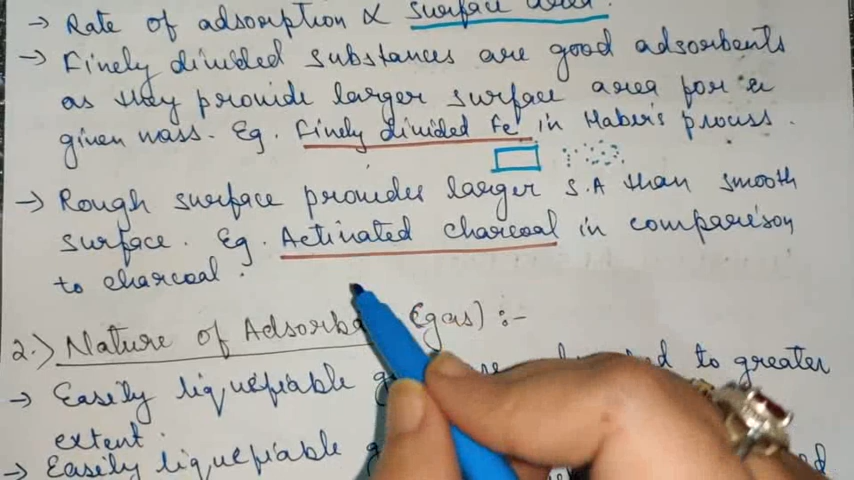 → Rate of adsorption ∝ surface area.
→ Finely divided substances are good adsorbents
as they provide larger surface area for a
given mass. Eg. Finely divided Fe in Haber's process.
→ Rough surface provides larger S.A than smooth
surface. Eg. Activated charcoal in comparison
to charcoal.
2.) Nature of (gas) :-
→ Easily liquefiable to greater
extent.
→ Easily liquefiable